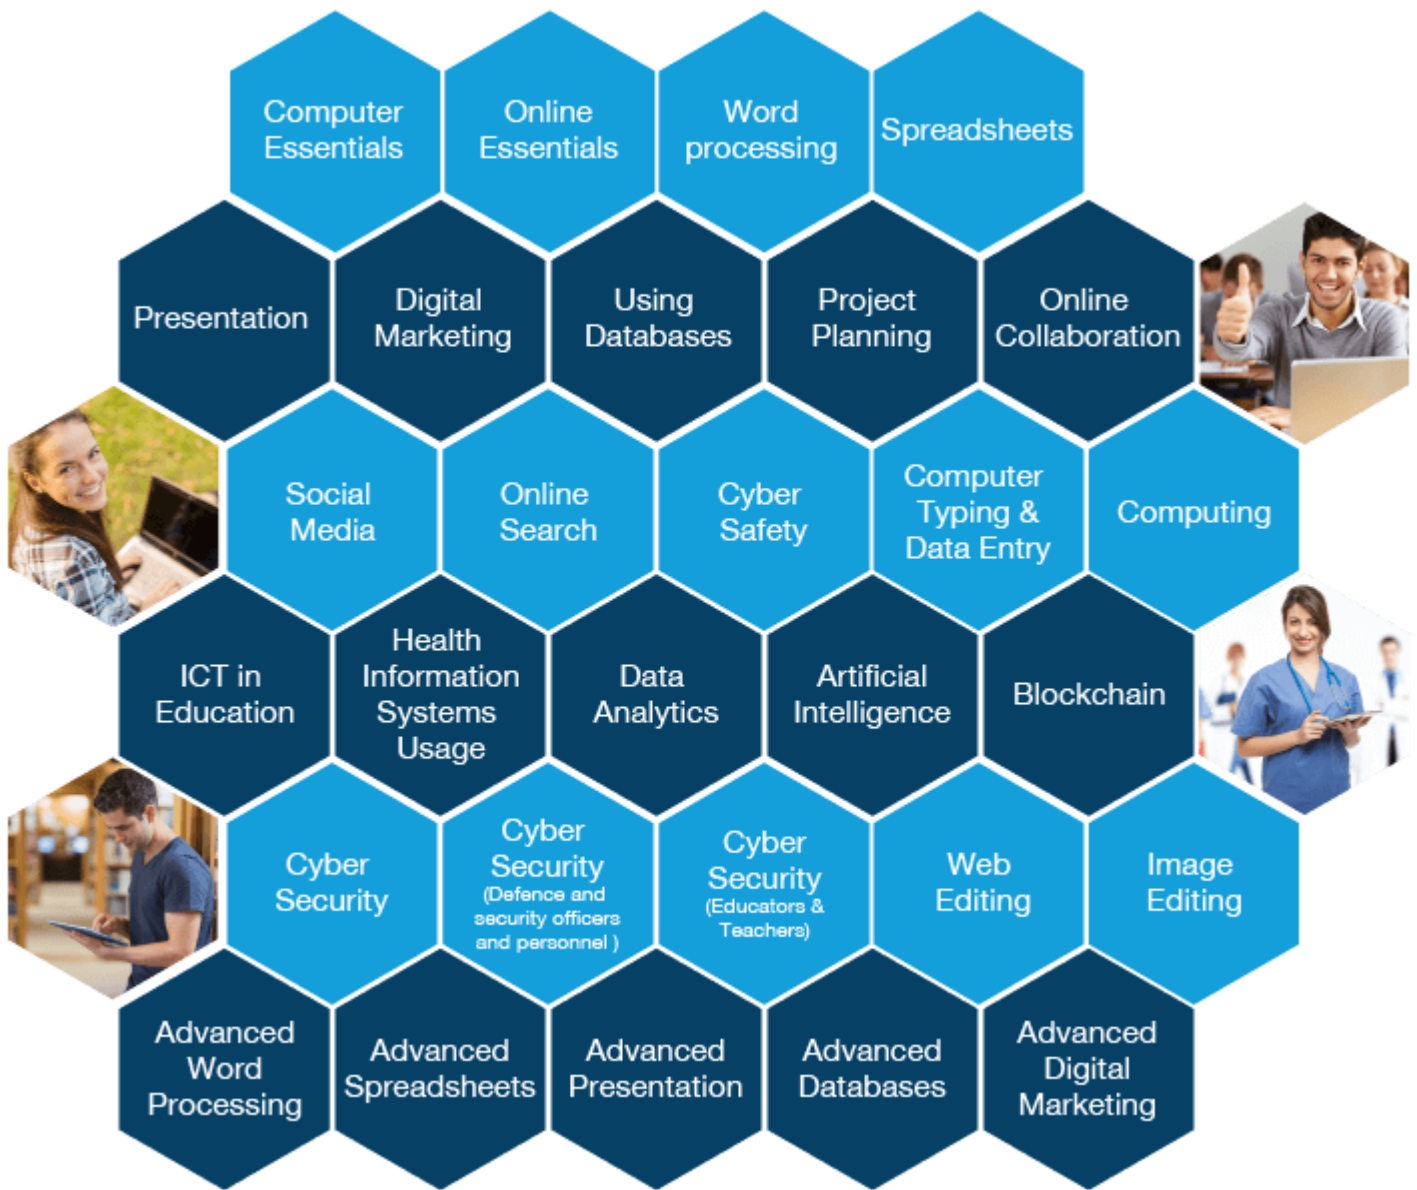 Computer
Essentials
Online
Essentials
Word
processing
Spreadsheets
Presentation
Digital
Marketing
Using
Databases
Project
Planning
Online
Collaboration
Social
Media
Online
Search
Cyber
Safety
Computer
Typing &
Data Entry
Computing
ICT in
Education
Health
Information
Systems
Usage
Data
Analytics
Artificial
Intelligence
Blockchain
Cyber
Security
Cyber
Security
(Defence and
security officers
and personnel )
Cyber
Security
(Educators &
Teachers)
Web
Editing
Image
Editing
Advanced
Word
Processing
Advanced
Spreadsheets
Advanced
Presentation
Advanced
Databases
Advanced
Digital
Marketing